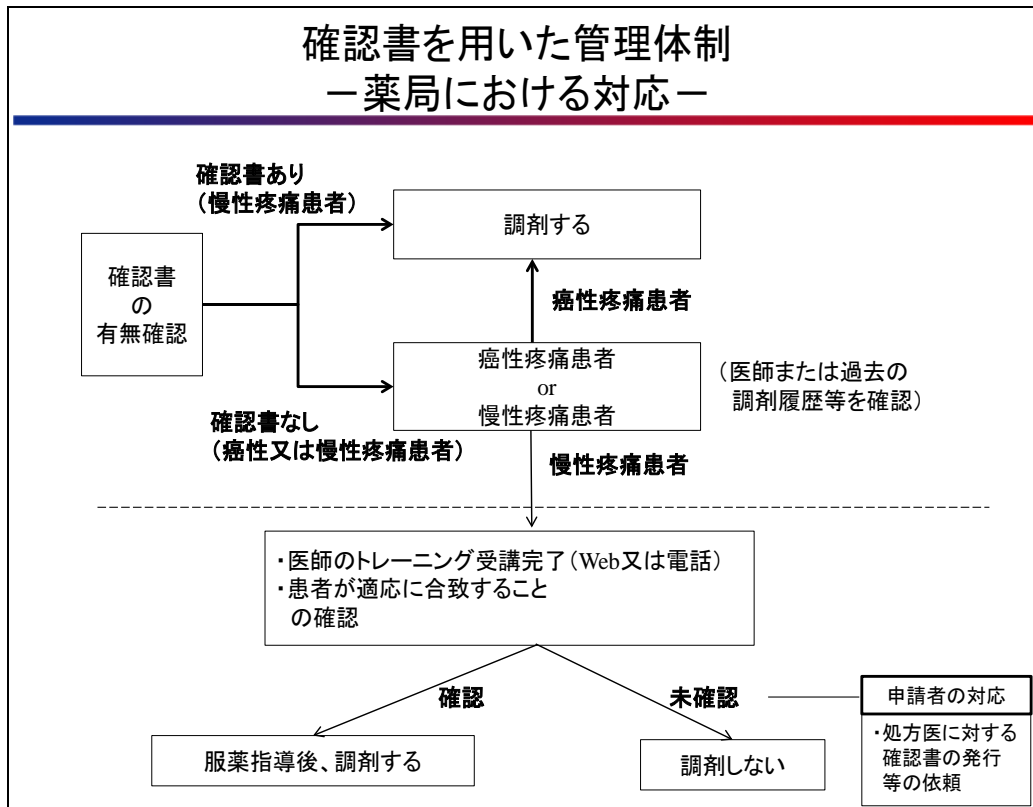 確認書を用いた管理体制
－薬局における対応－
確認書あり
（慢性疼痛患者）
調剤する
確認書
の
有無確認
癌性疼痛患者
癌性疼痛患者
or
慢性疼痛患者
（医師または過去の
調剤履歴等を確認）
確認書なし
（癌性又は慢性疼痛患者）
慢性疼痛患者
・医師のトレーニング受講完了（Web又は電話）
・患者が適応に合致すること
の確認
確認
未確認
申請者の対応
・処方医に対する
確認書の発行
等の依頼
服薬指導後、調剤する
調剤しない